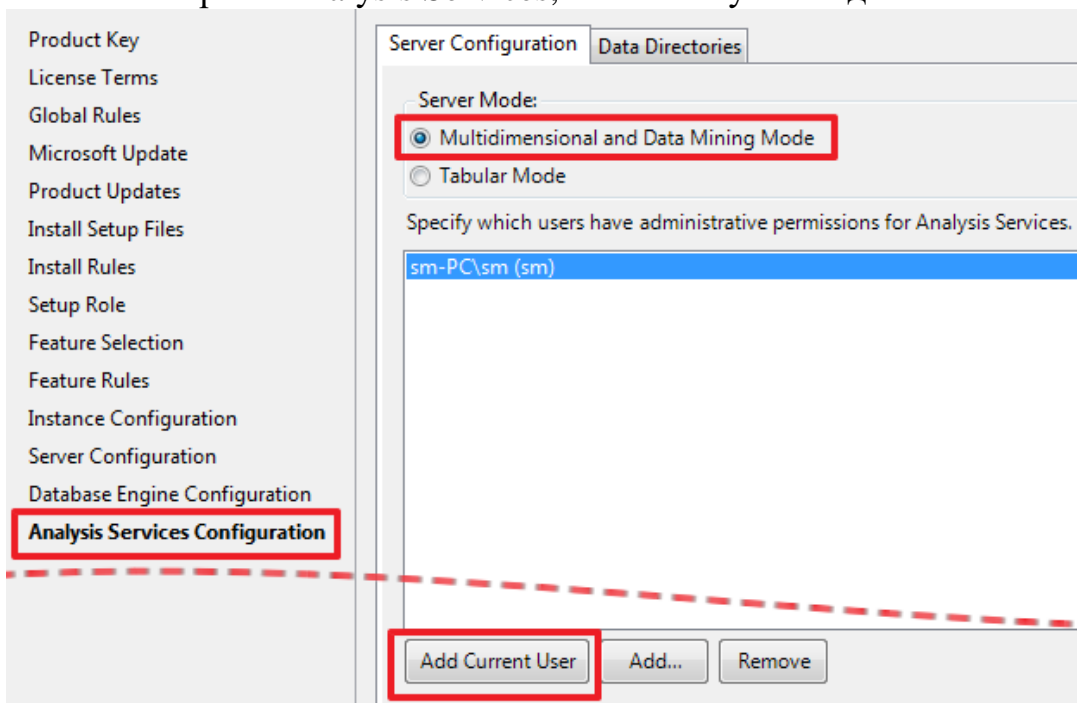 Analysis Services,
Product Key
License Terms
Global Rules
Microsoft Update
Product Updates
Install Setup Files
Install Rules
Setup Role
Feature Selection
Feature Rules
Instance Configuration
Server Configuration
Database Engine Configuration
Analysis Services Configuration
Server Configuration Data Directories
Server Mode:
Multidimensional and Data Mining Mode
Tabular Mode
Specify which users have administrative permissions for Analysis Services.
sm-PC\sm (sm)
Add Current User Add... Remove